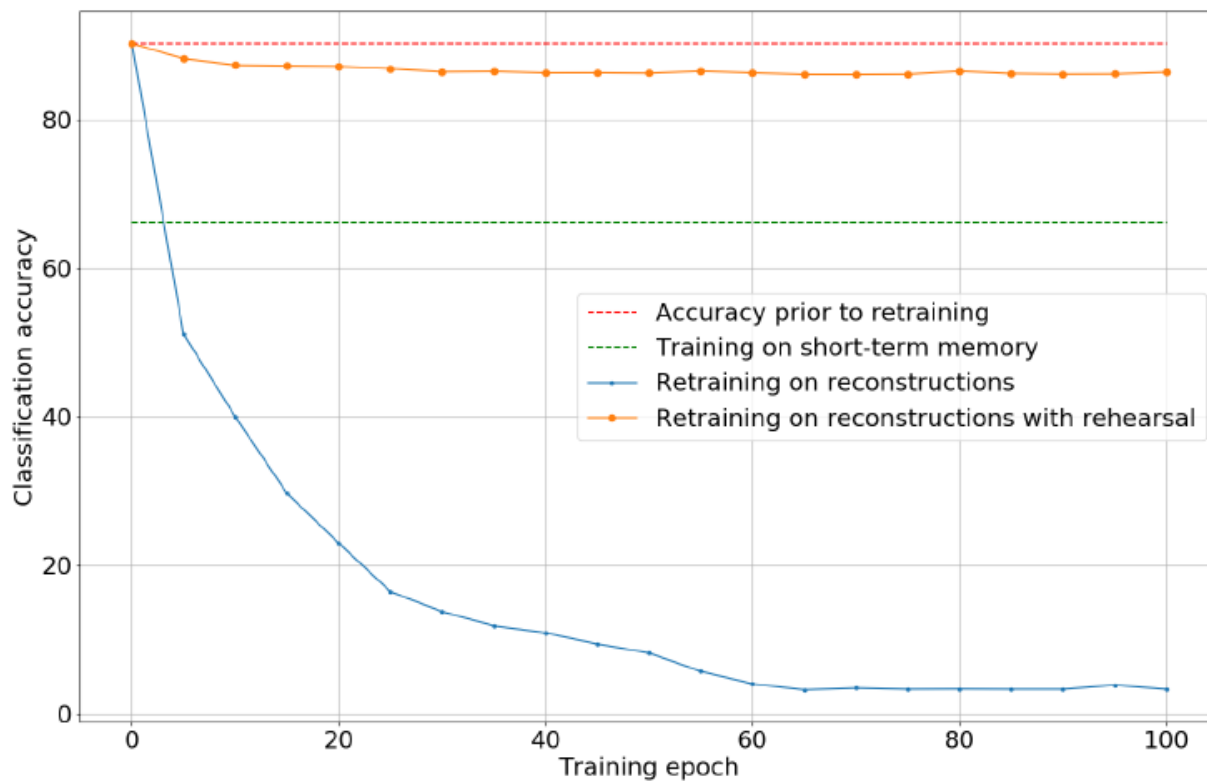 80
60
40
20
0
Classification accuracy
Accuracy prior to retraining
Training on short-term memory
Retraining on reconstructions
Retraining on reconstructions with rehearsal
0 20 40 60 80 100
Training epoch